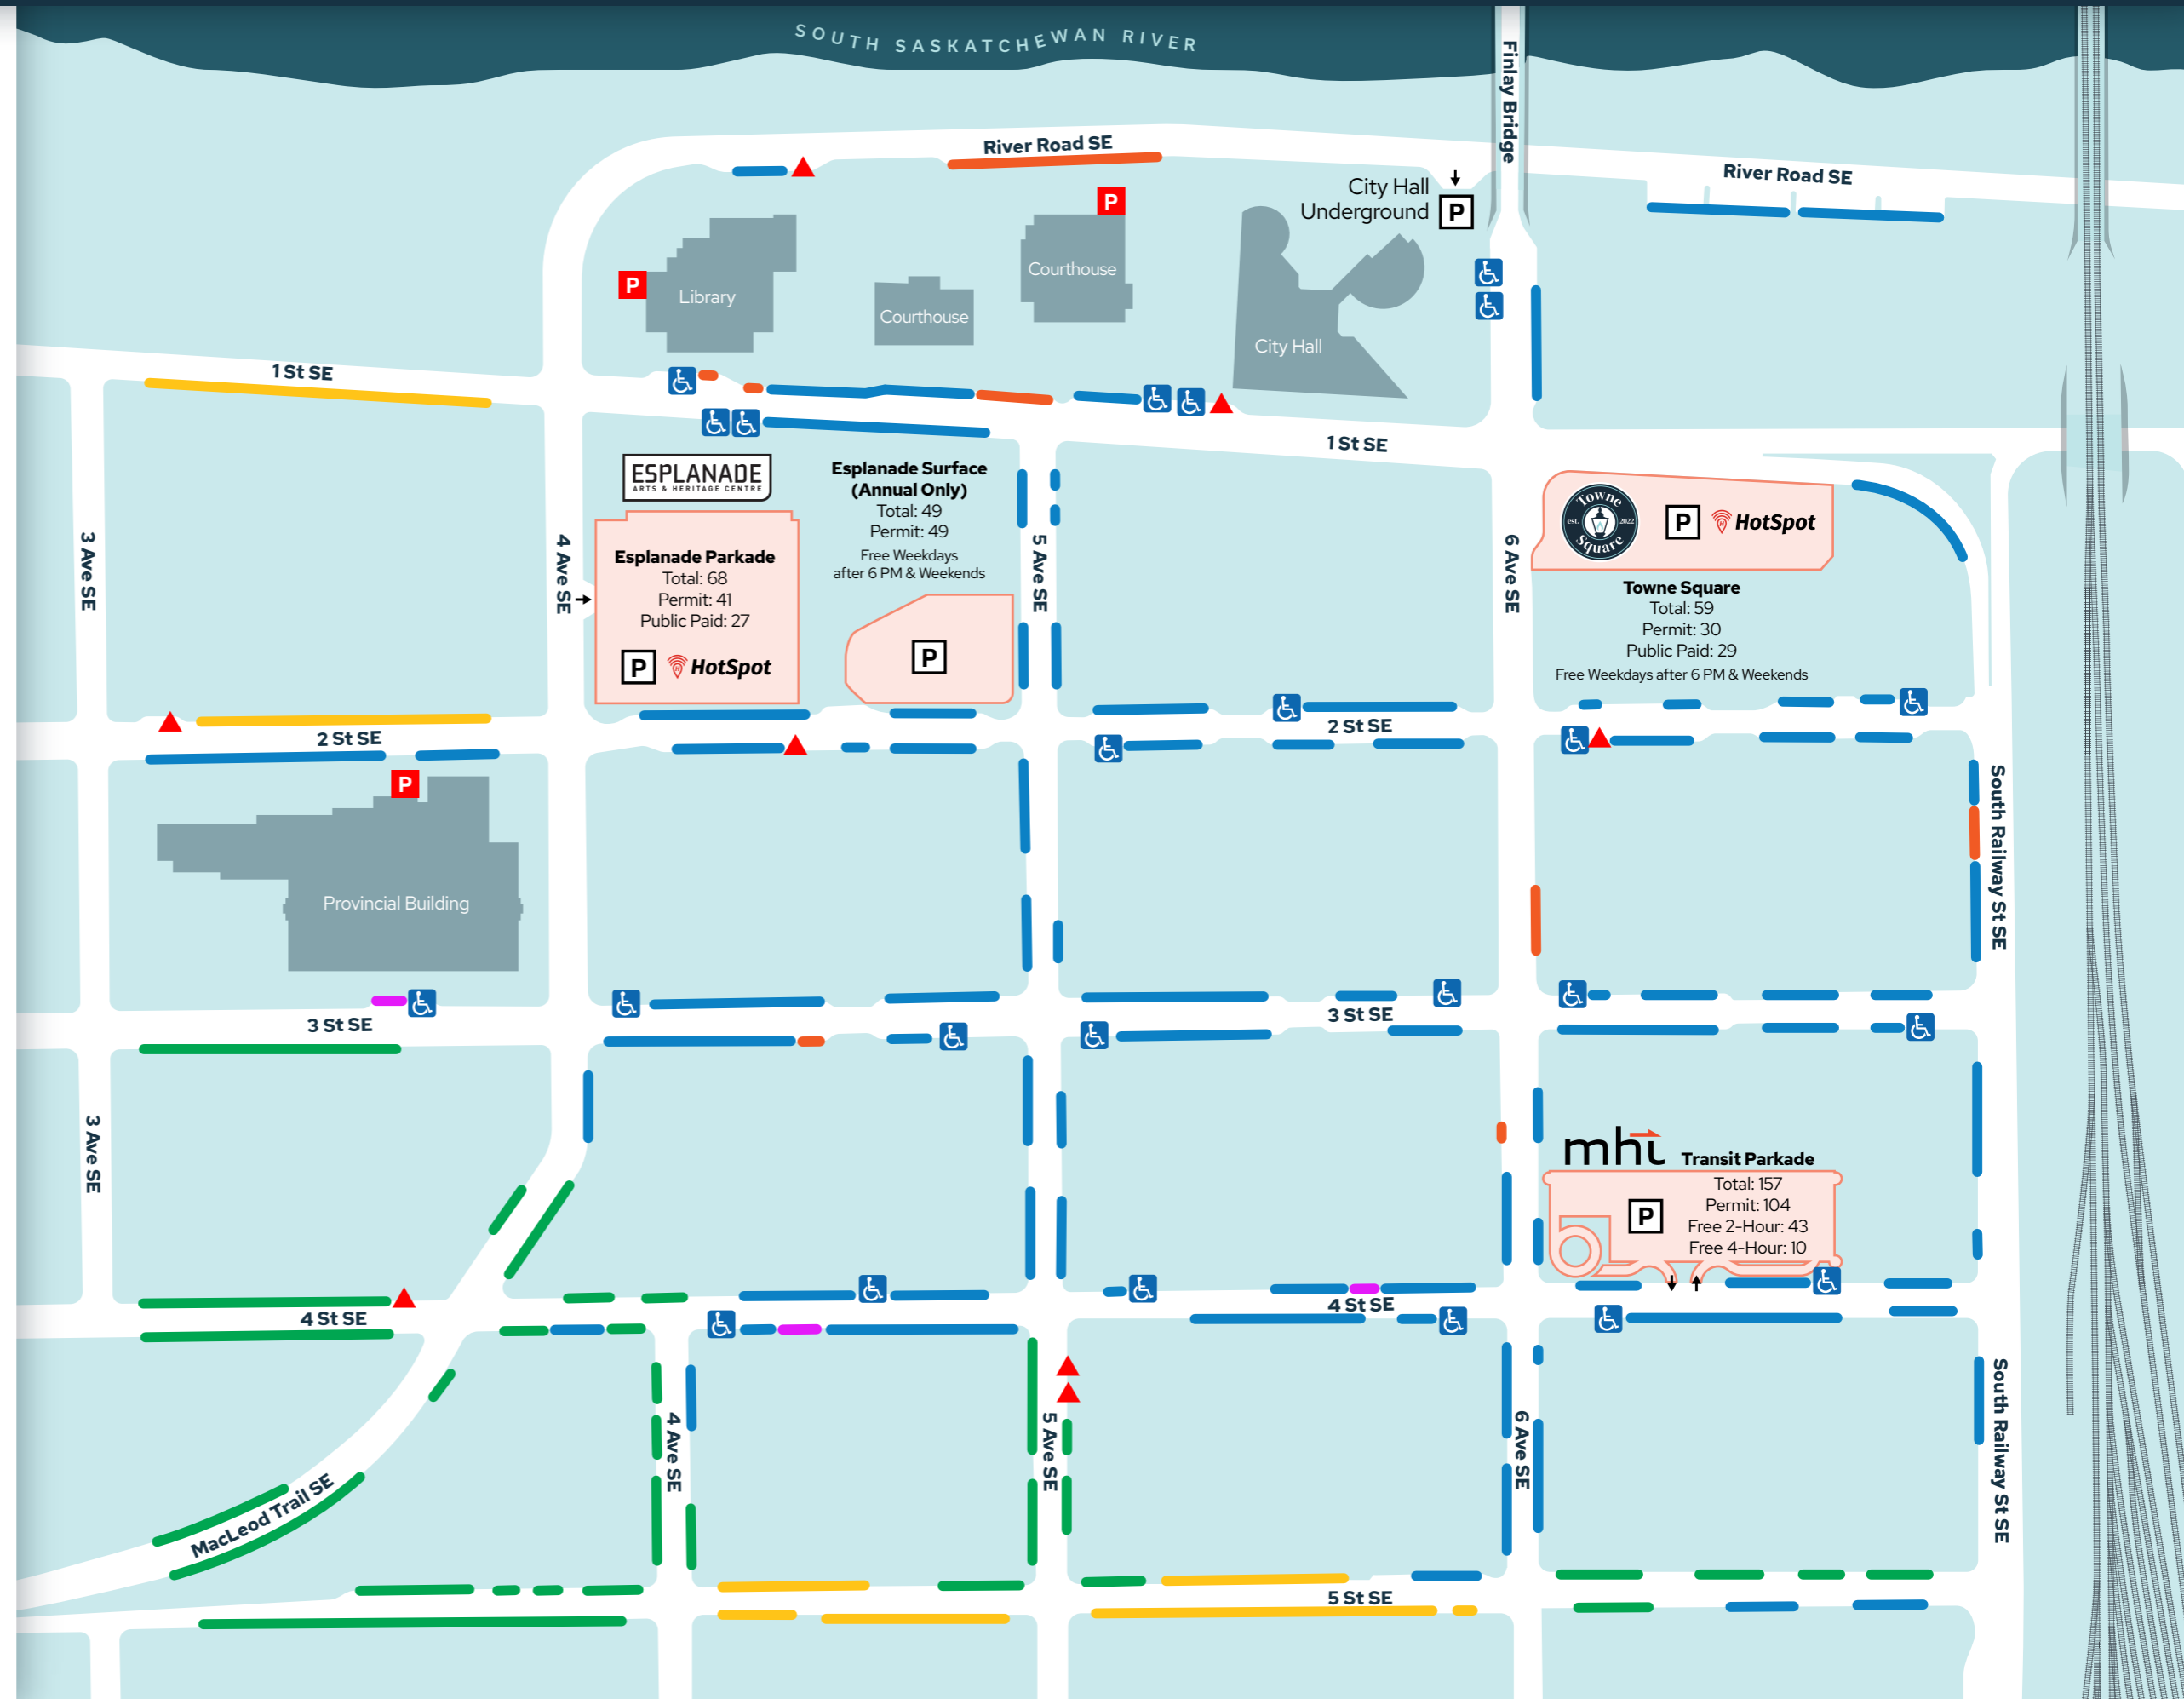 SOUTH SASKATCHEWAN RIVER
Finlay Bridge
River Road SE
River Road SE
City Hall
Underground
P
P
Courthouse
P
Library
Courthouse
City Hall
1 St SE
1 St SE
ESPLANADE
ARTS & HERITAGE CENTRE
Esplanade Surface
(Annual Only)
Total: 49
Permit: 49
Free Weekdays
after 6 PM & Weekends
P
Esplanade Parkade
Total: 68
Permit: 41
Public Paid: 27
P HotSpot
3 Ave SE
4 Ave SE
5 Ave SE
6 Ave SE
Towne
est. 2022
Square
P HotSpot
Towne Square
Total: 59
Permit: 30
Public Paid: 29
Free Weekdays after 6 PM & Weekends
2 St SE
2 St SE
P
Provincial Building
South Railway St SE
3 St SE
3 St SE
3 Ave SE
mht
Transit Parkade
Total: 157
Permit: 104
Free 2-Hour: 43
Free 4-Hour: 10
P
4 St SE
4 St SE
4 Ave SE
5 Ave SE
6 Ave SE
South Railway St SE
MacLeod Trail SE
5 St SE